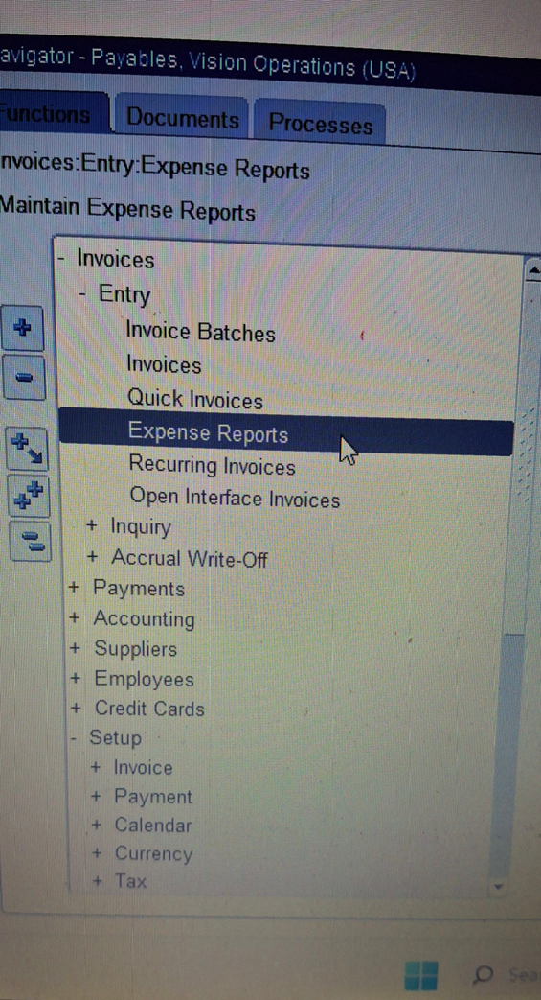 avigator - Payables, Vision Operations (USA)
Functions Documents Processes
nvoices:Entry:Expense Reports
Maintain Expense Reports
- Invoices
- Entry
Invoice Batches
Invoices
Quick Invoices
Expense Reports
Recurring Invoices
Open Interface Invoices
+ Inquiry
+ Accrual Write-Off
+ Payments
+ Accounting
+ Suppliers
+ Employees
+ Credit Cards
- Setup
+ Invoice
+ Payment
+ Calendar
+ Currency
+ Tax
Sea